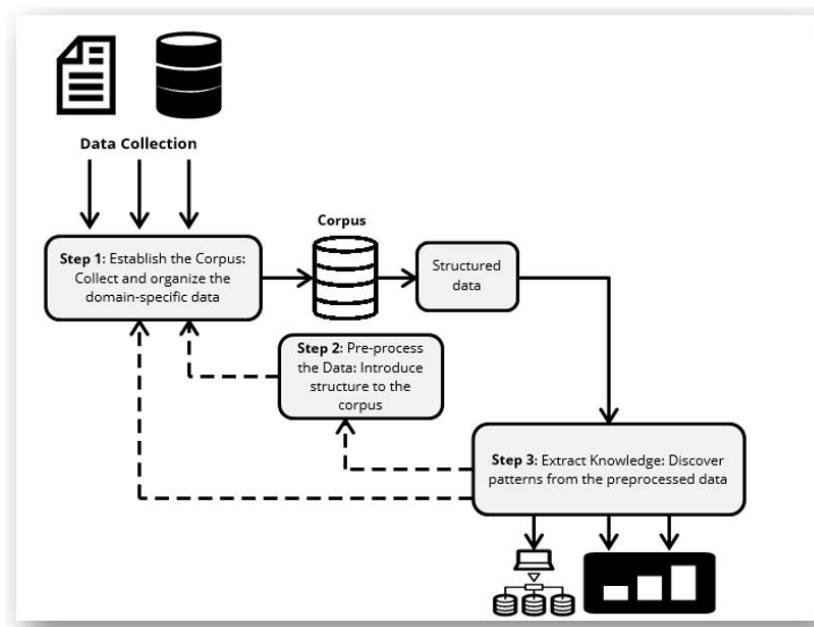 Data Collection
Step 1: Establish the Corpus:
Collect and organize the
domain-specific data
Corpus
Structured
data
Step 2: Pre-process
the Data: Introduce
structure to the
corpus
Step 3: Extract Knowledge: Discover
patterns from the preprocessed data